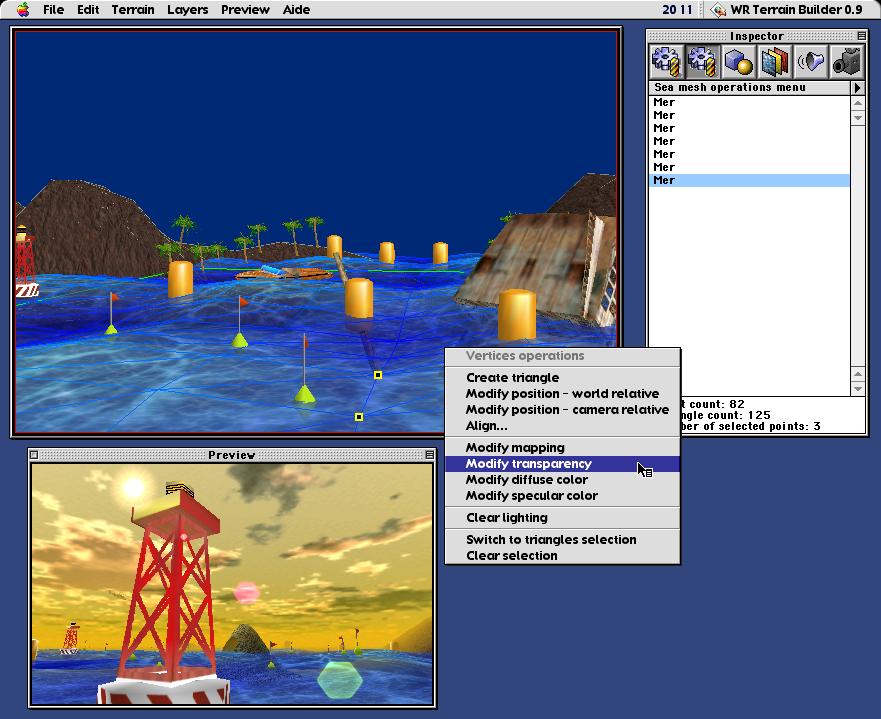 File Edit Terrain Layers Preview Aide 20 11 WR Terrain Builder 0.9
Inspector
Sea mesh operations menu
Mer
Mer
Mer
Mer
Mer
Mer
Mer
Vertices operations
Create triangle
Modify position - world relative
Modify position - camera relative
Align...
Modify mapping
Modify transparency
Modify diffuse color
Modify specular color
Clear lighting
Switch to triangles selection
Clear selection
t count: 82
ngle count: 125
ber of selected points: 3
Preview